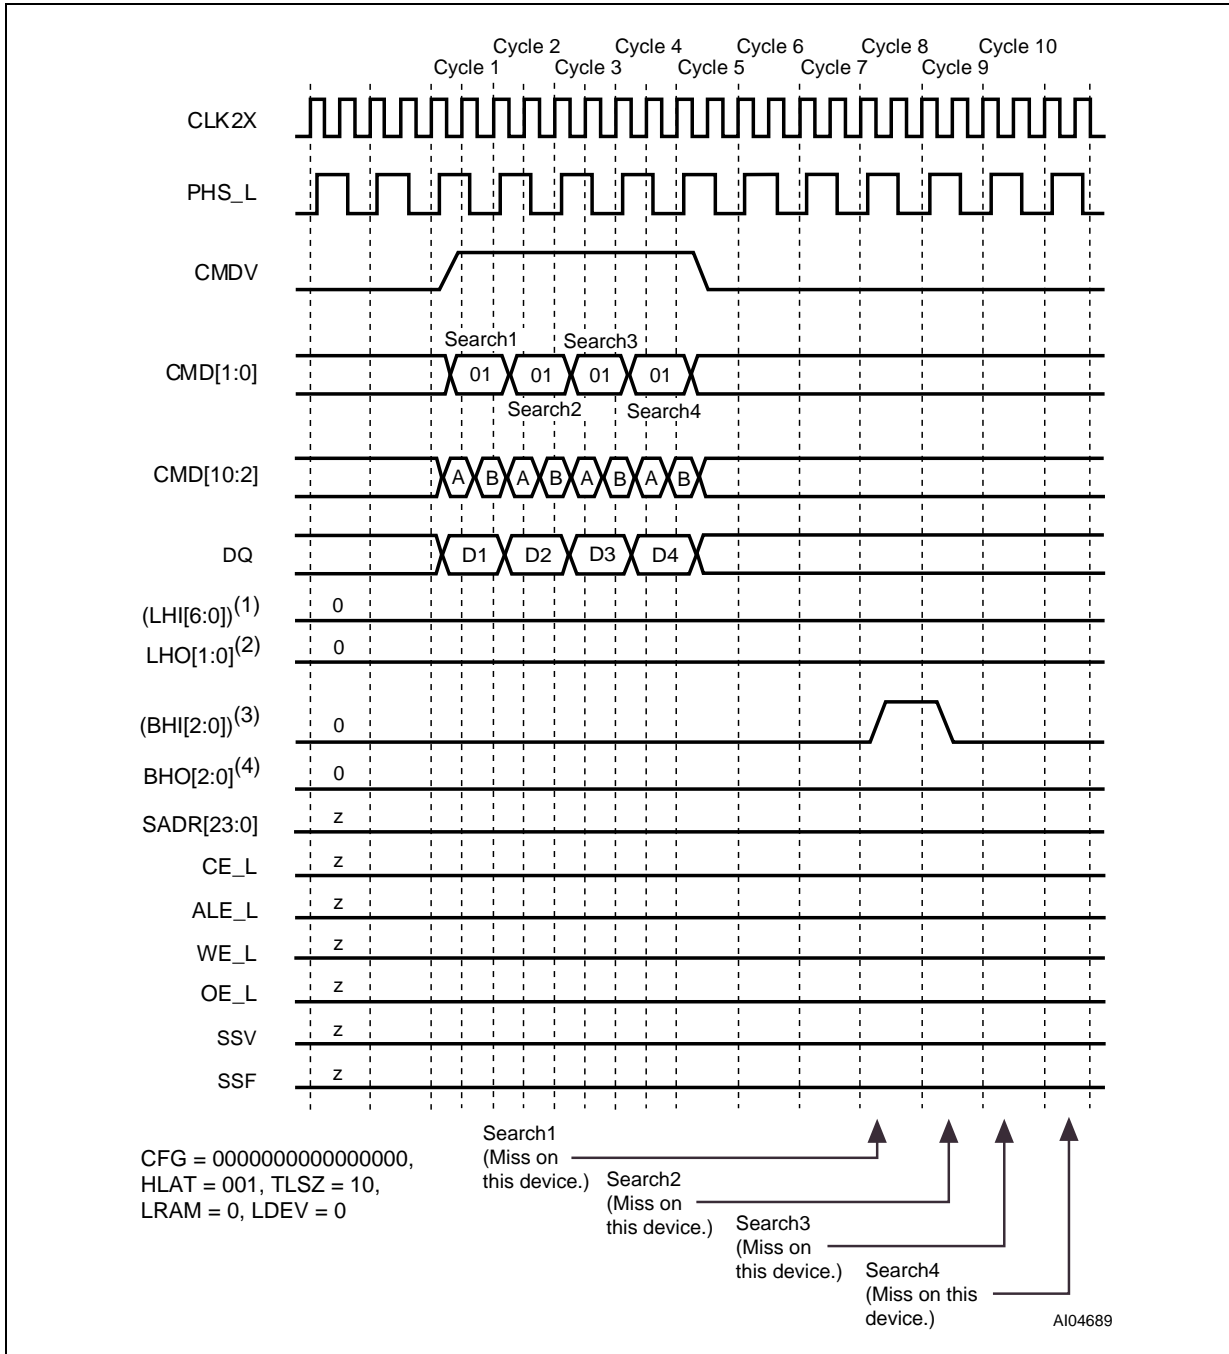 Cycle 2 Cycle 4 Cycle 6 Cycle 8 Cycle 10
Cycle 1 Cycle 3 Cycle 5 Cycle 7 Cycle 9
CLK2X
PHS_L
CMDV
Search1 Search3
CMD[1:0] 01 01 01 01
Search2 Search4
CMD[10:2] A B A B A B A B
DQ D1 D2 D3 D4
(LHI[6:0])(1) 0
LHO[1:0](2) 0
(BHI[2:0])(3) 0
BHO[2:0](4) 0
SADR[23:0] z
CE_L z
ALE_L z
WE_L z
OE_L z
SSV z
SSF z
CFG = 0000000000000000,
HLAT = 001, TLSZ = 10,
LRAM = 0, LDEV = 0
Search1
(Miss on
this device.)
Search2
(Miss on
this device.)
Search3
(Miss on
this device.)
Search4
(Miss on this
device.)
AI04689